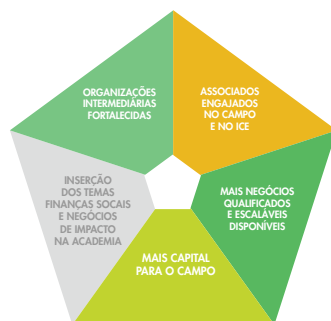 ORGANIZAÇÕES
INTERMEDIÁRIAS
FORTALECIDAS
ASSOCIADOS
ENGAJADOS
NO CAMPO
E NO ICE
INSERÇÃO
DOS TEMAS
FINANÇAS SOCAIS
E NEGÓCIOS
DE IMPACTO
NA ACADEMIA
MAIS NEGÓCIOS
QUALIFICADOS
E ESCALÁVEIS
DISPONÍVEIS
MAIS CAPITAL
PARA O CAMPO